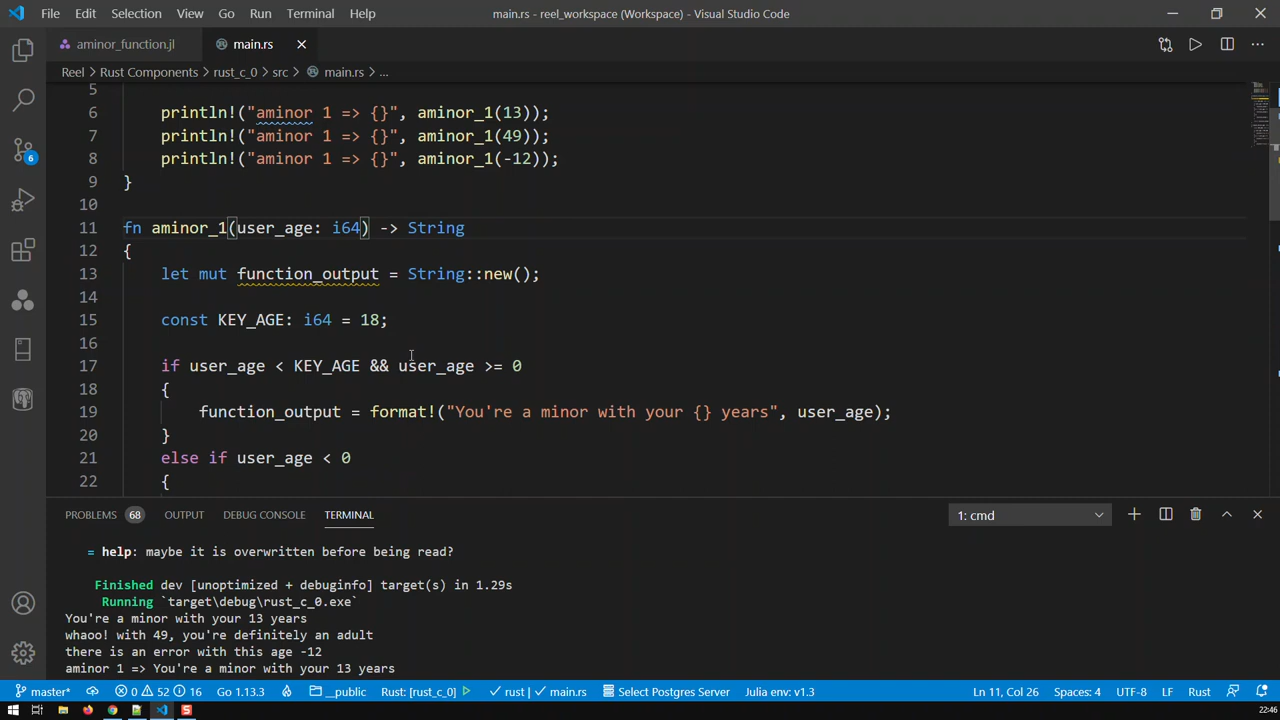 File Edit Selection View Go Run Terminal Help main.rs - reel_workspace (Workspace) - Visual Studio Code
aminor_function.jl main.rs
Reel > Rust Components > rust_c_0 > src > main.rs > ...
5
6 println!("aminor 1 => {}", aminor_1(13));
7 println!("aminor 1 => {}", aminor_1(49));
8 println!("aminor 1 => {}", aminor_1(-12));
9 }
10
11 fn aminor_1(user_age: i64) -> String
12 {
13 let mut function_output = String::new();
14
15 const KEY_AGE: i64 = 18;
16
17 if user_age < KEY_AGE && user_age >= 0
18 {
19 function_output = format!("You're a minor with your {} years", user_age);
20 }
21 else if user_age < 0
22 {
6
PROBLEMS 68 OUTPUT DEBUG CONSOLE TERMINAL 1: cmd
= help: maybe it is overwritten before being read?
Finished dev [unoptimized + debuginfo] target(s) in 1.29s
Running `target\debug\rust_c_0.exe`
You're a minor with your 13 years
whaoo! with 49, you're definitely an adult
there is an error with this age -12
aminor 1 => You're a minor with your 13 years
master* 0 52 16 Go 1.13.3 __public Rust: [rust_c_0] rust | main.rs Select Postgres Server Julia env: v1.3 Ln 11, Col 26 Spaces: 4 UTF-8 LF Rust
22:46